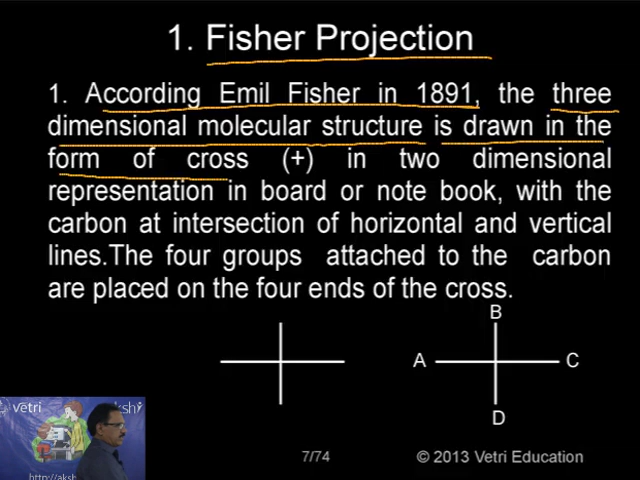 1. Fisher Projection
1. According Emil Fisher in 1891, the three
dimensional molecular structure is drawn in the
form of cross (+) in two dimensional
representation in board or note book, with the
carbon at intersection of horizontal and vertical
lines.The four groups attached to the carbon
are placed on the four ends of the cross.
B
A C
D
vetri
kshi
http://aksh
7/74
© 2013 Vetri Education